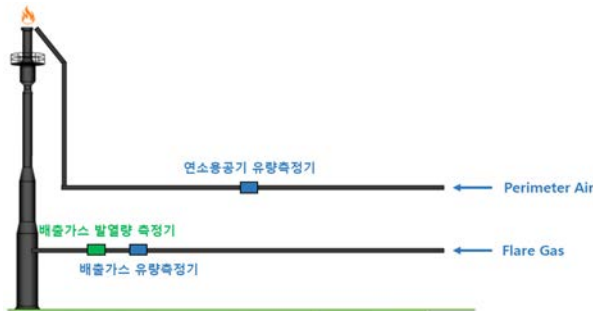 연소용공기 유량측정기
Perimeter Air
배출가스 발열량 측정기
Flare Gas
배출가스 유량측정기